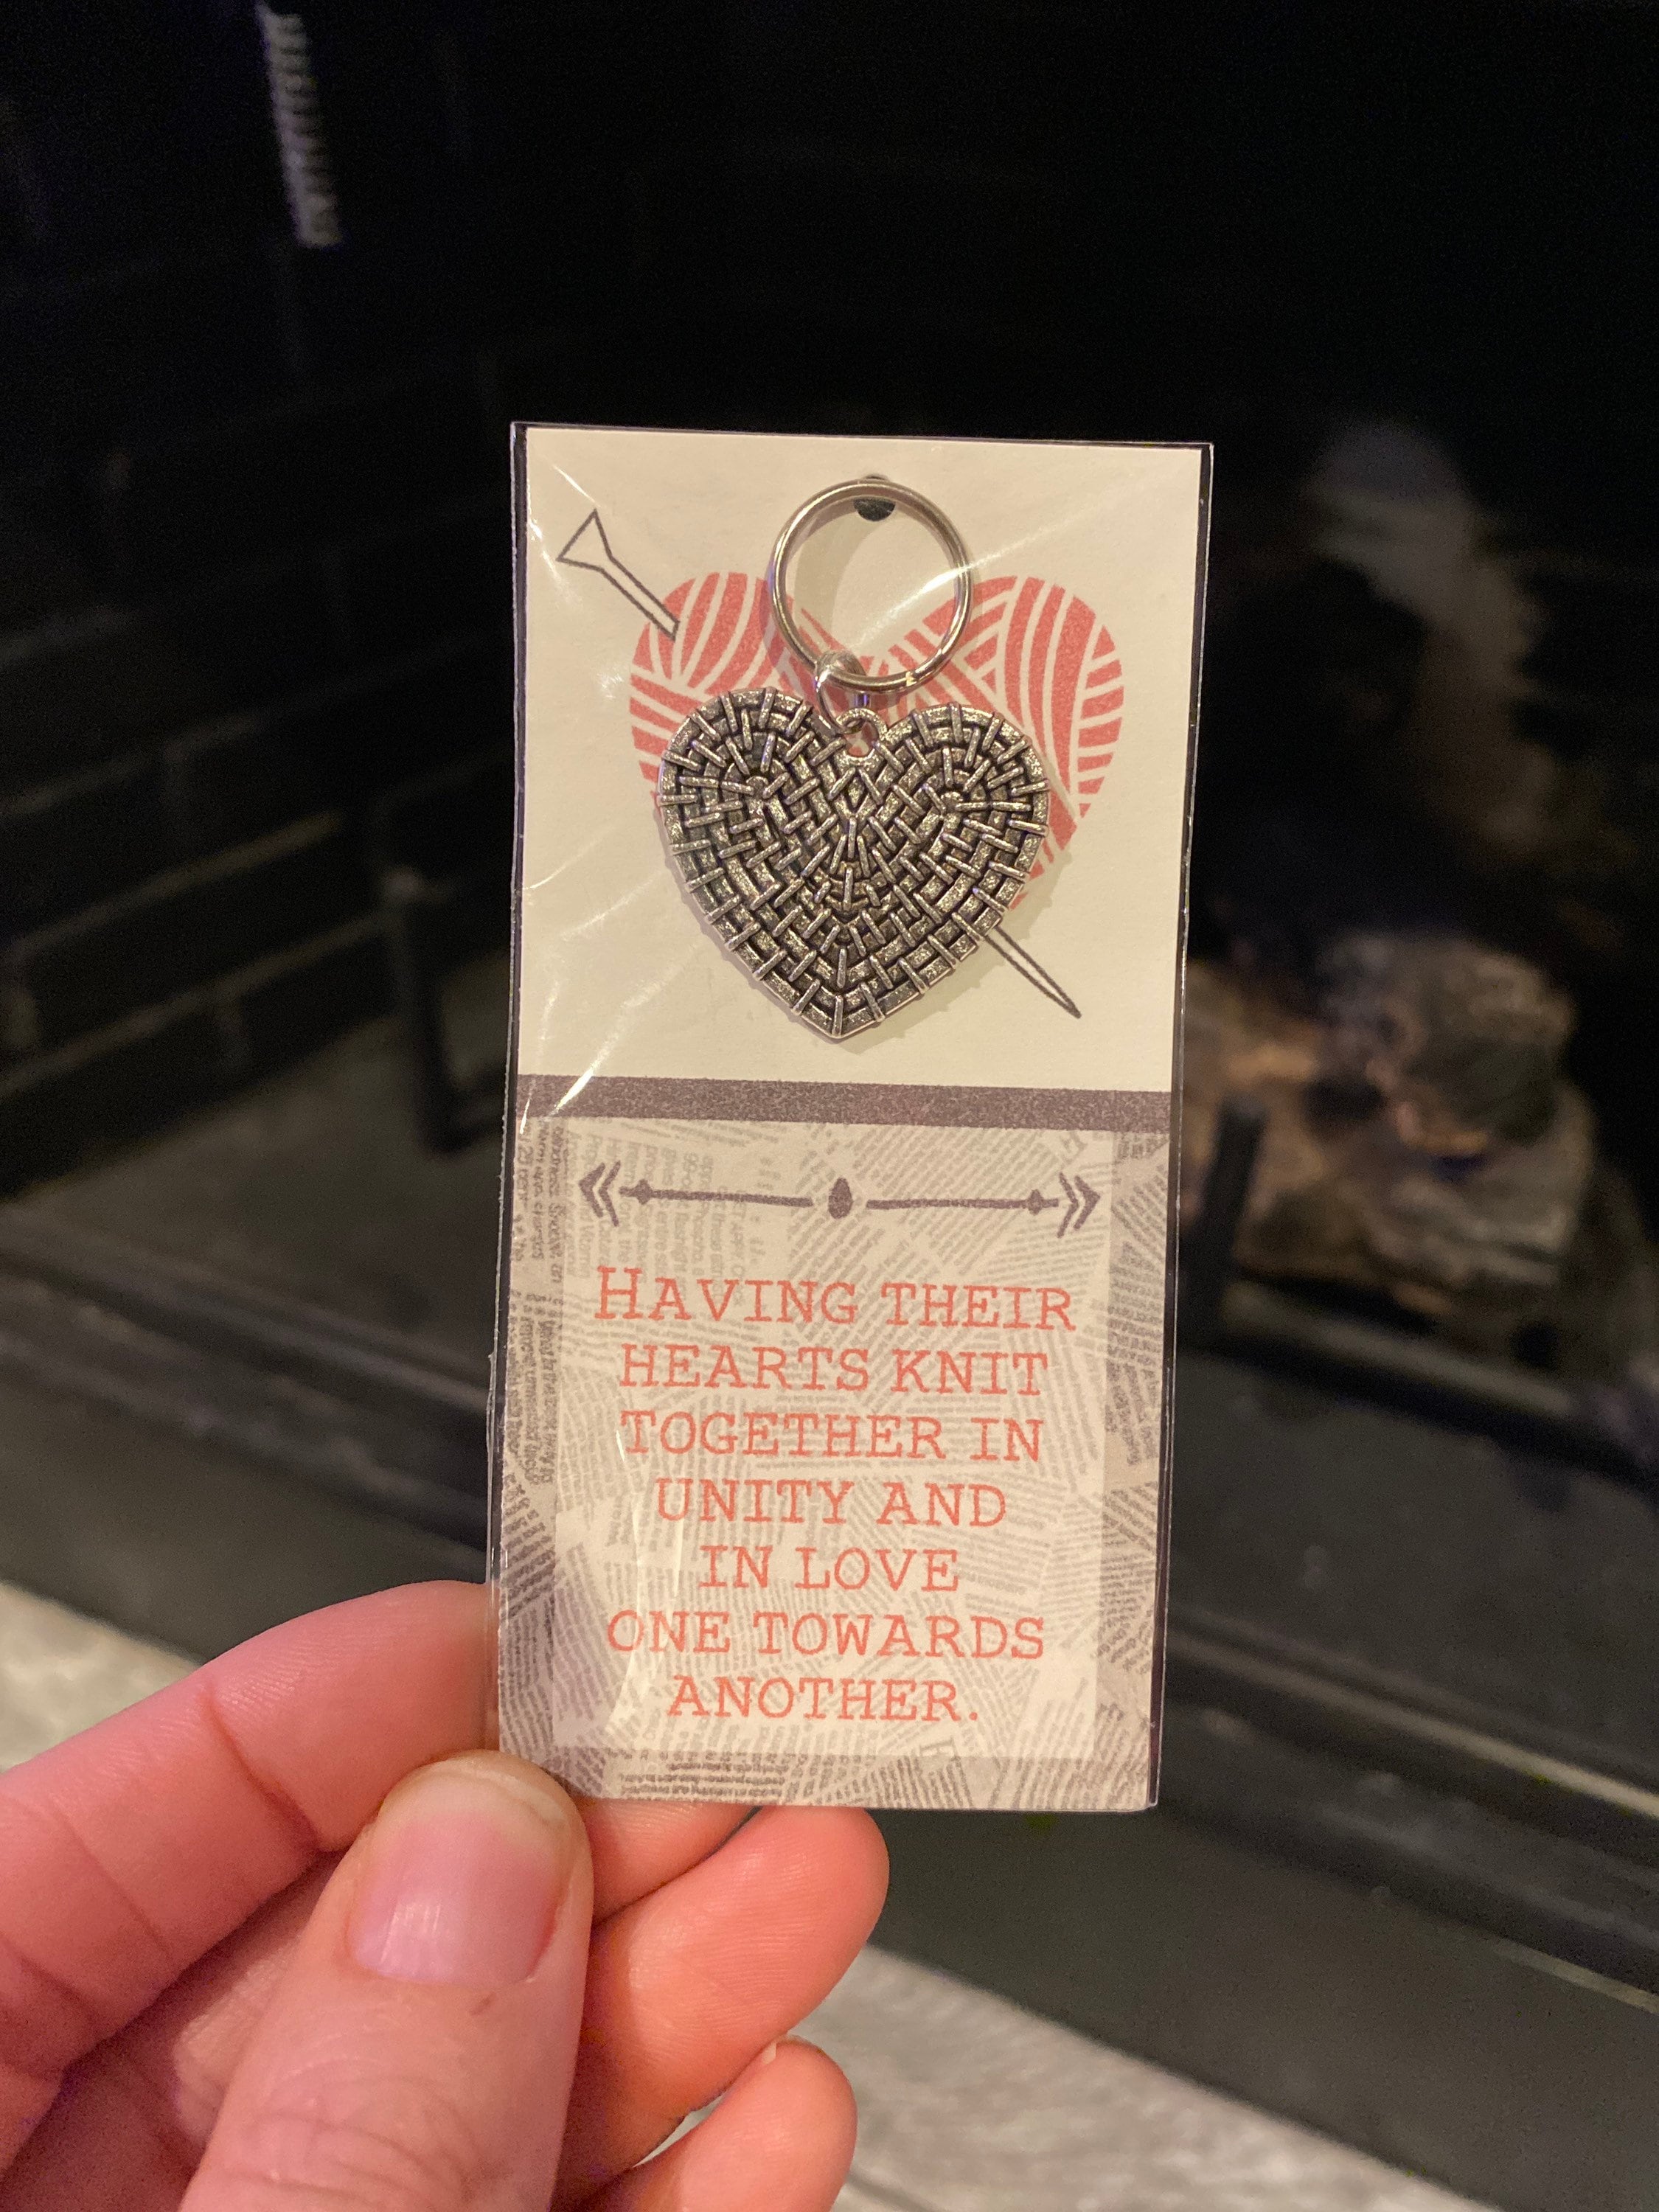 HAVING THEIR
HEARTS KNIT
TOGETHER IN
UNITY AND
IN LOVE
ONE TOWARDS
ANOTHER.